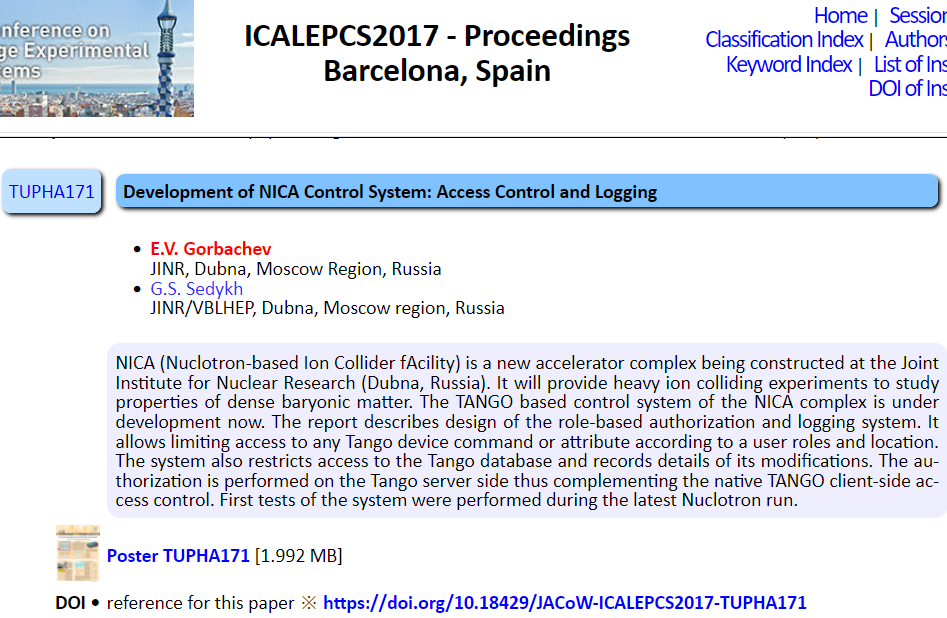 nference on
ge Experimental
ems
ICALEPCS2017 - Proceedings
Barcelona, Spain
Home | Session
Classification Index | Authors
Keyword Index | List of Ins
DOI of Ins
TUPHA171
Development of NICA Control System: Access Control and Logging
• E.V. Gorbachev
JINR, Dubna, Moscow Region, Russia
• G.S. Sedykh
JINR/VBLHEP, Dubna, Moscow region, Russia
NICA (Nuclotron-based Ion Collider fAcility) is a new accelerator complex being constructed at the Joint
Institute for Nuclear Research (Dubna, Russia). It will provide heavy ion colliding experiments to study
properties of dense baryonic matter. The TANGO based control system of the NICA complex is under
development now. The report describes design of the role-based authorization and logging system. It
allows limiting access to any Tango device command or attribute according to a user roles and location.
The system also restricts access to the Tango database and records details of its modifications. The au-
thorization is performed on the Tango server side thus complementing the native TANGO client-side ac-
cess control. First tests of the system were performed during the latest Nuclotron run.
Poster TUPHA171 [1.992 MB]
DOI • reference for this paper ※ https://doi.org/10.18429/JACoW-ICALEPCS2017-TUPHA171